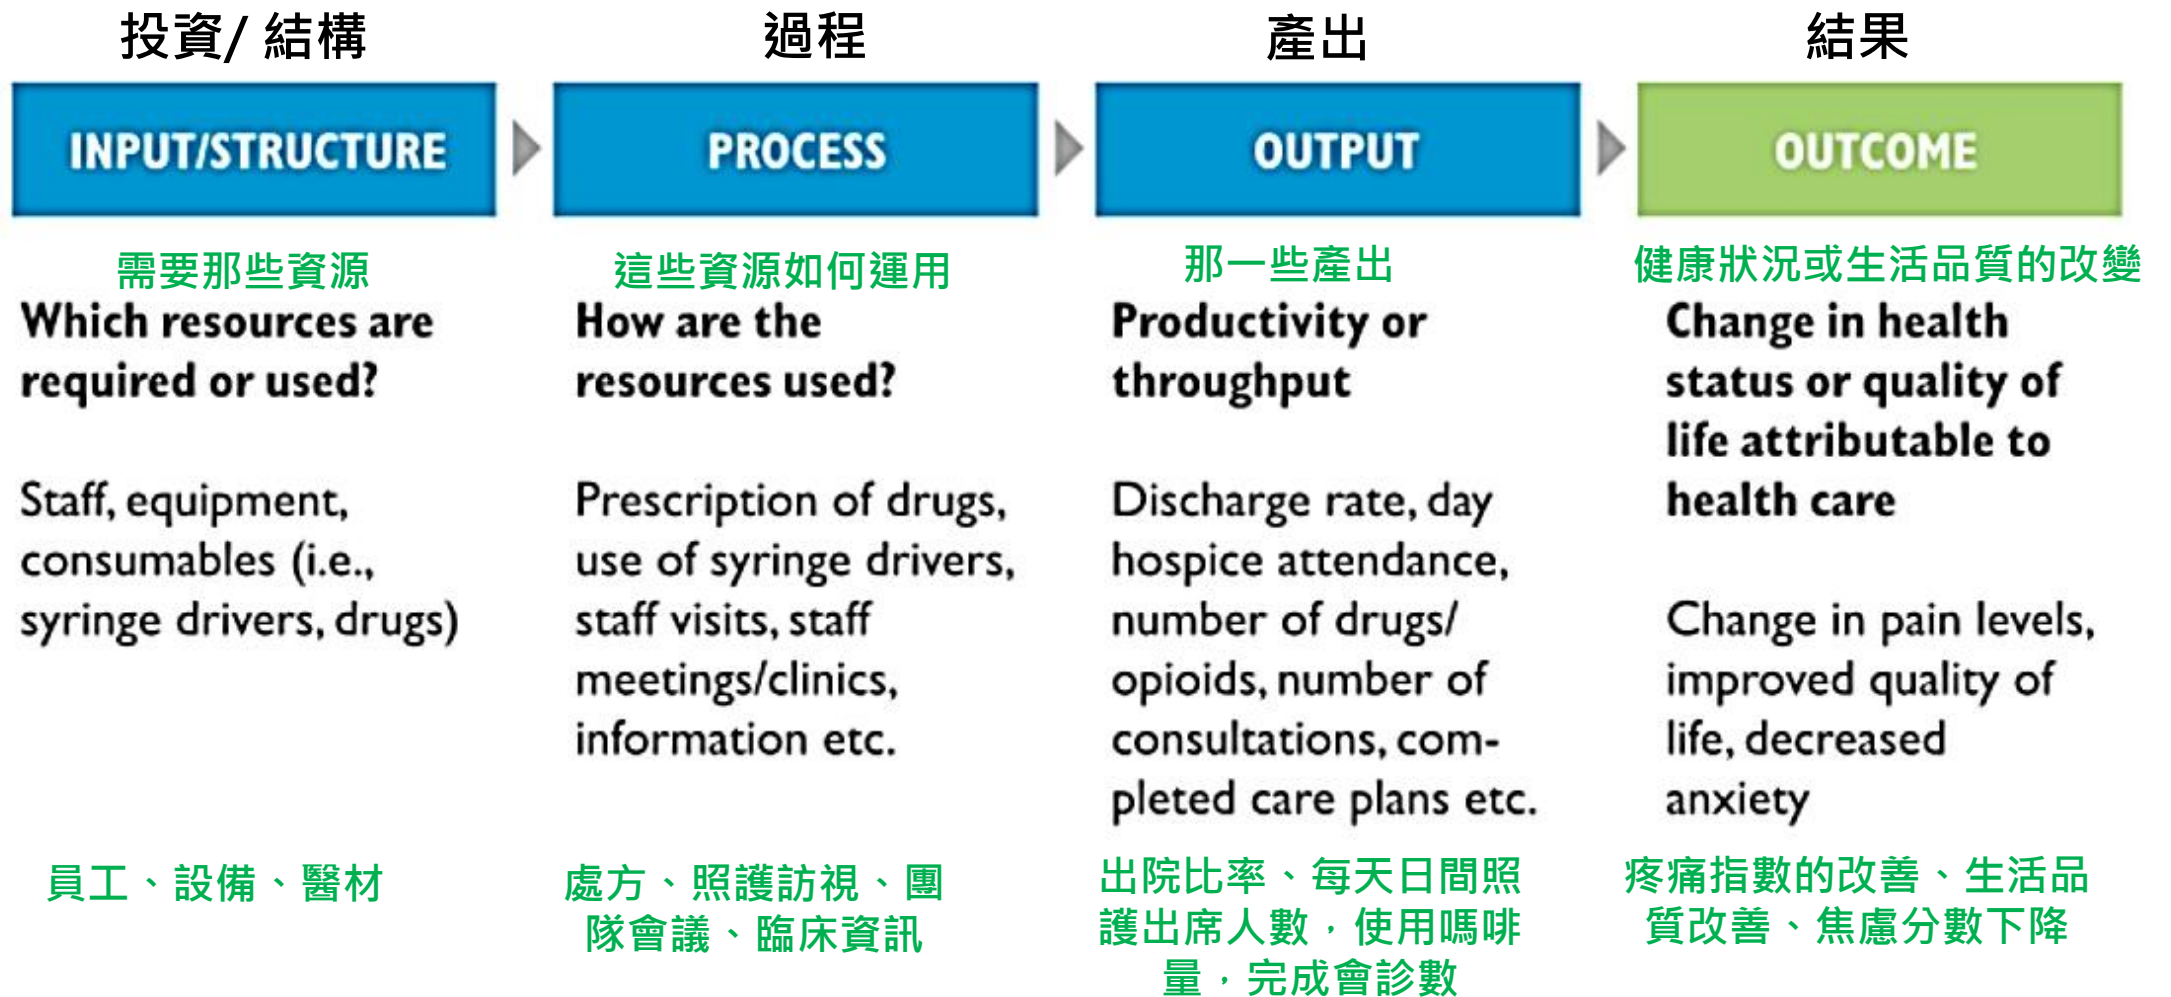 投資/ 結構
過程
產出
結果
INPUT/STRUCTURE
PROCESS
OUTPUT
OUTCOME
需要那些資源
Which resources are
required or used?
Staff, equipment,
consumables (i.e.,
syringe drivers, drugs)
員工、設備、醫材
這些資源如何運用
How are the
resources used?
Prescription of drugs,
use of syringe drivers,
staff visits, staff
meetings/clinics,
information etc.
處方、照護訪視、團
隊會議、臨床資訊
那一些產出
Productivity or
throughput
Discharge rate, day
hospice attendance,
number of drugs/
opioids, number of
consultations, com-
pleted care plans etc.
出院比率、每天日間照
護出席人數，使用嗎啡
量，完成會診數
健康狀況或生活品質的改變
Change in health
status or quality of
life attributable to
health care
Change in pain levels,
improved quality of
life, decreased
anxiety
疼痛指數的改善、生活品
質改善、焦慮分數下降